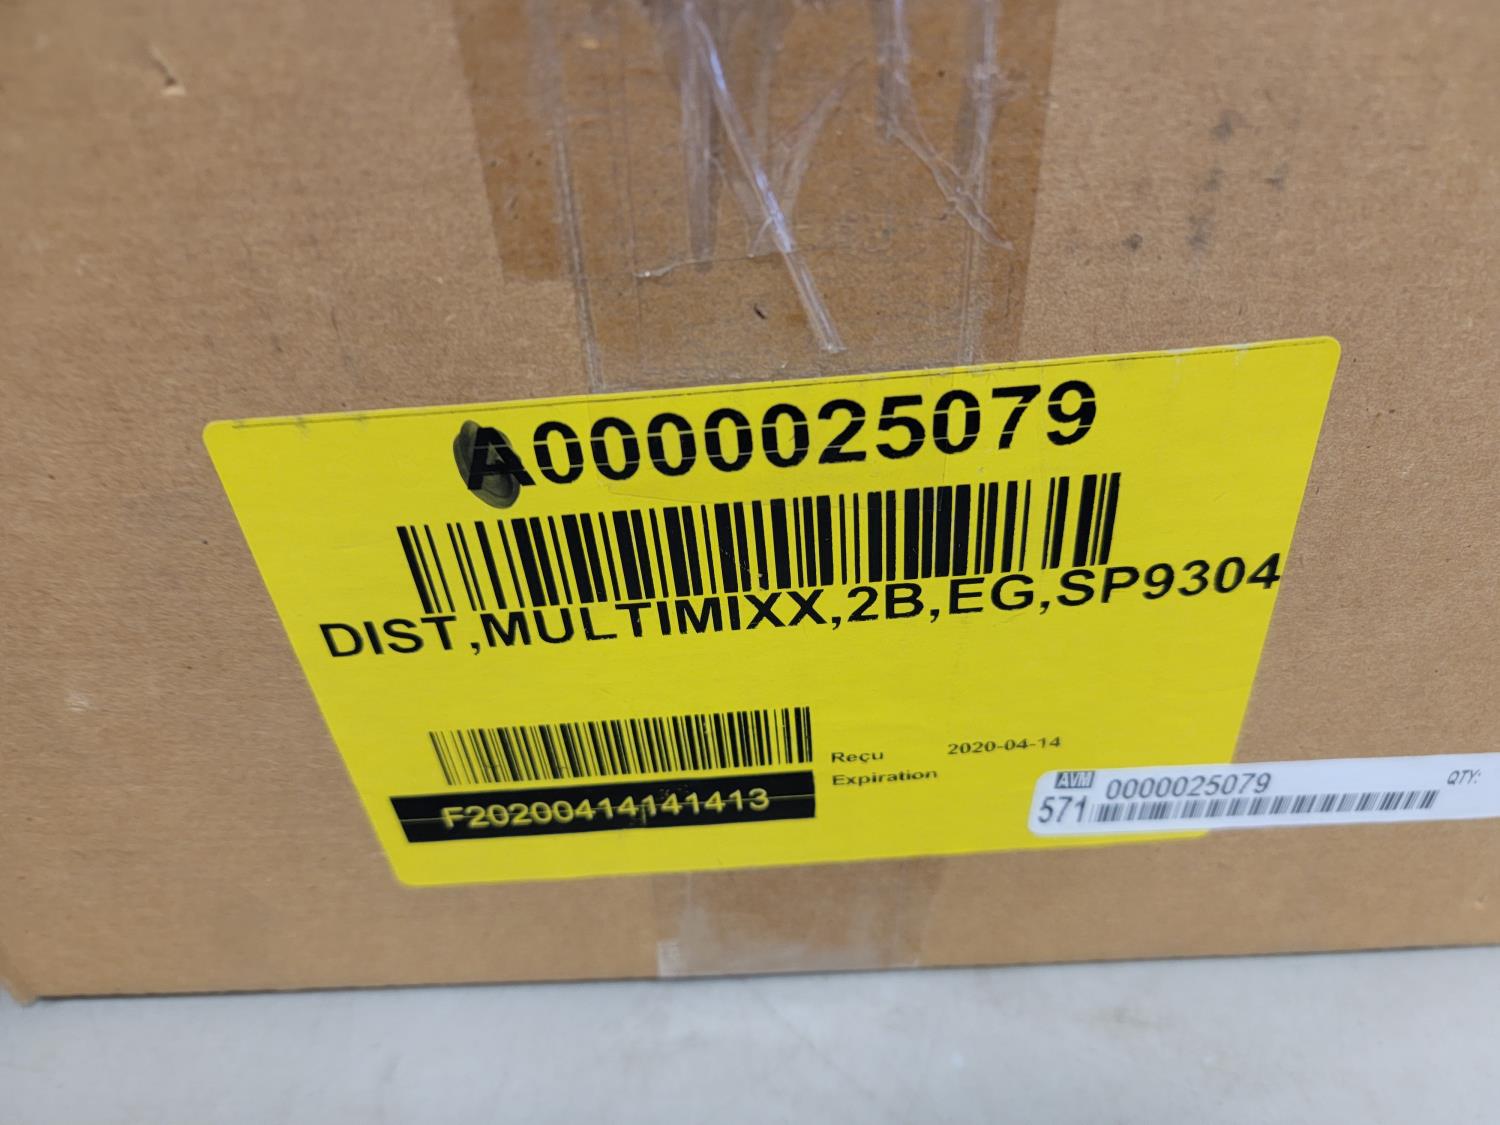 A0000025079
DIST,MULTIMIXX,2B,EG,SP9304
Reçu 2020-04-14
Expiration
F20200414141413
AVM 0000025079 QTY:
571